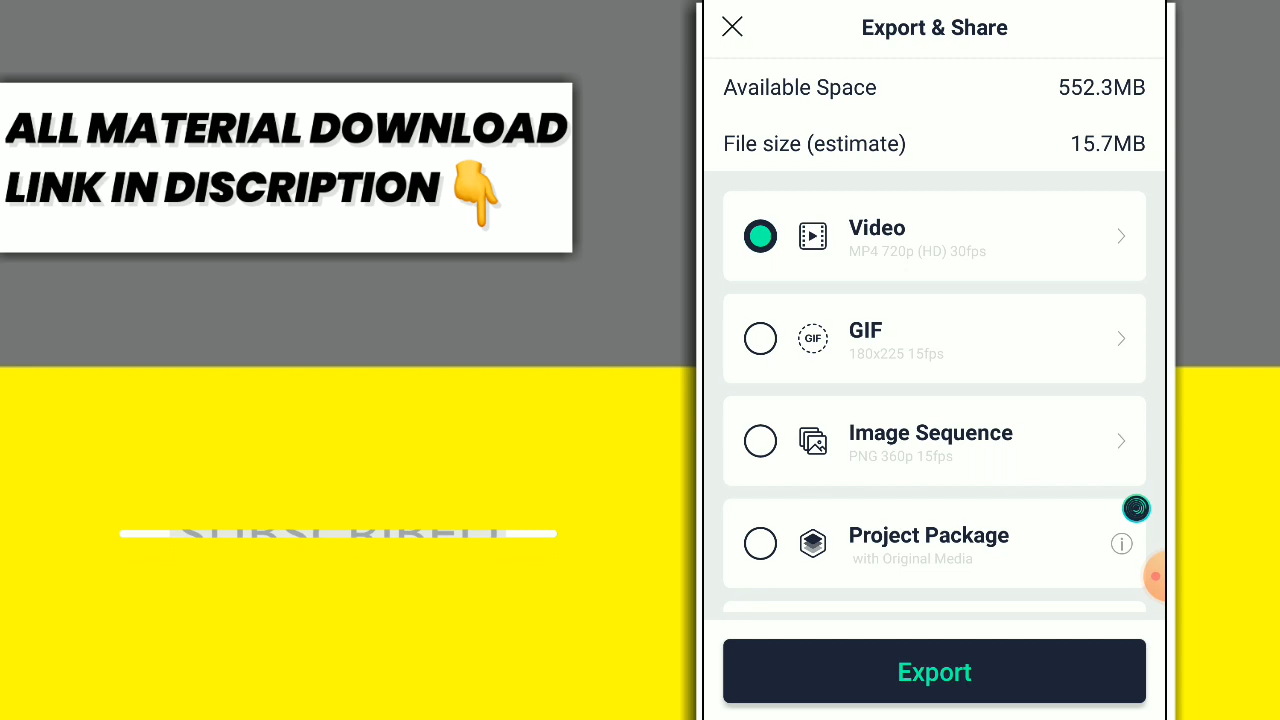 ALL MATERIAL DOWNLOAD
LINK IN DISCRIPTION
Export & Share
Available Space 552.3MB
File size (estimate) 15.7MB
Video
MP4 720p (HD) 30fps
GIF
GIF
180x225 15fps
Image Sequence
PNG 360p 15fps
Project Package
with Original Media
Export